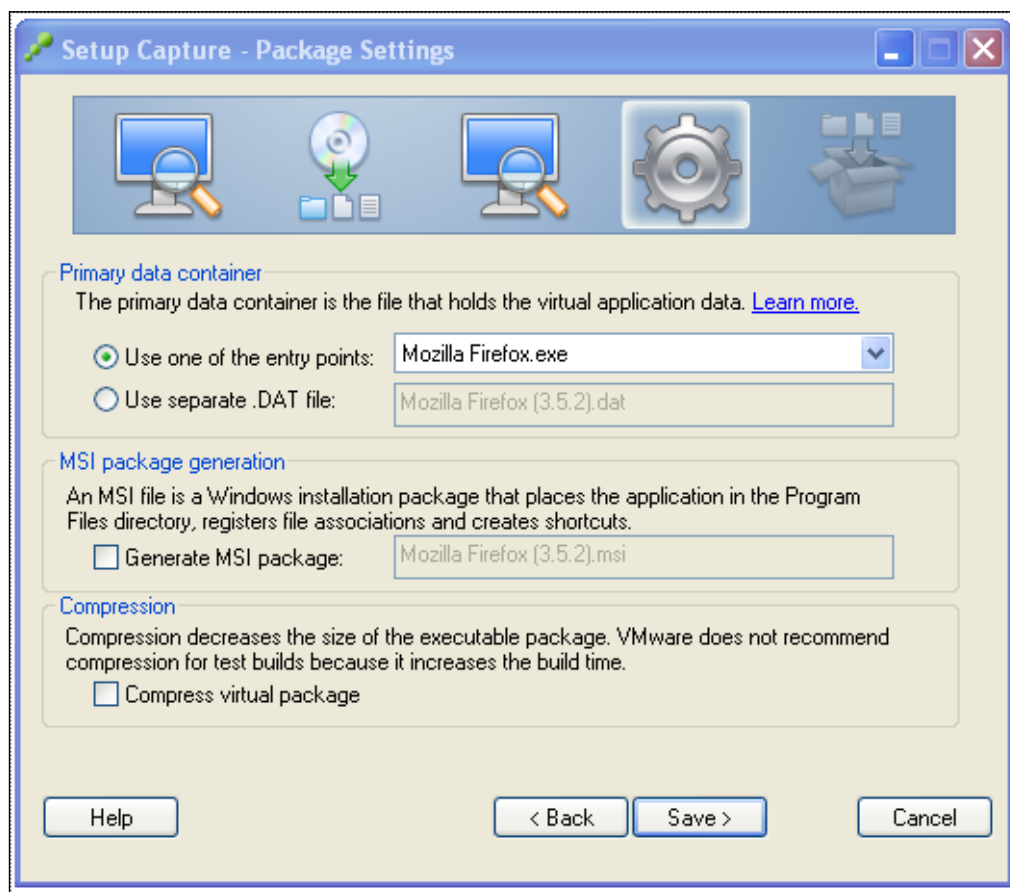 Setup Capture - Package Settings
Primary data container
The primary data container is the file that holds the virtual application data. Learn more.
Use one of the entry points: Mozilla Firefox.exe
Use separate .DAT file: Mozilla Firefox (3.5.2).dat
MSI package generation
An MSI file is a Windows installation package that places the application in the Program
Files directory, registers file associations and creates shortcuts.
Generate MSI package: Mozilla Firefox (3.5.2).msi
Compression
Compression decreases the size of the executable package. VMware does not recommend
compression for test builds because it increases the build time.
Compress virtual package
Help < Back Save > Cancel